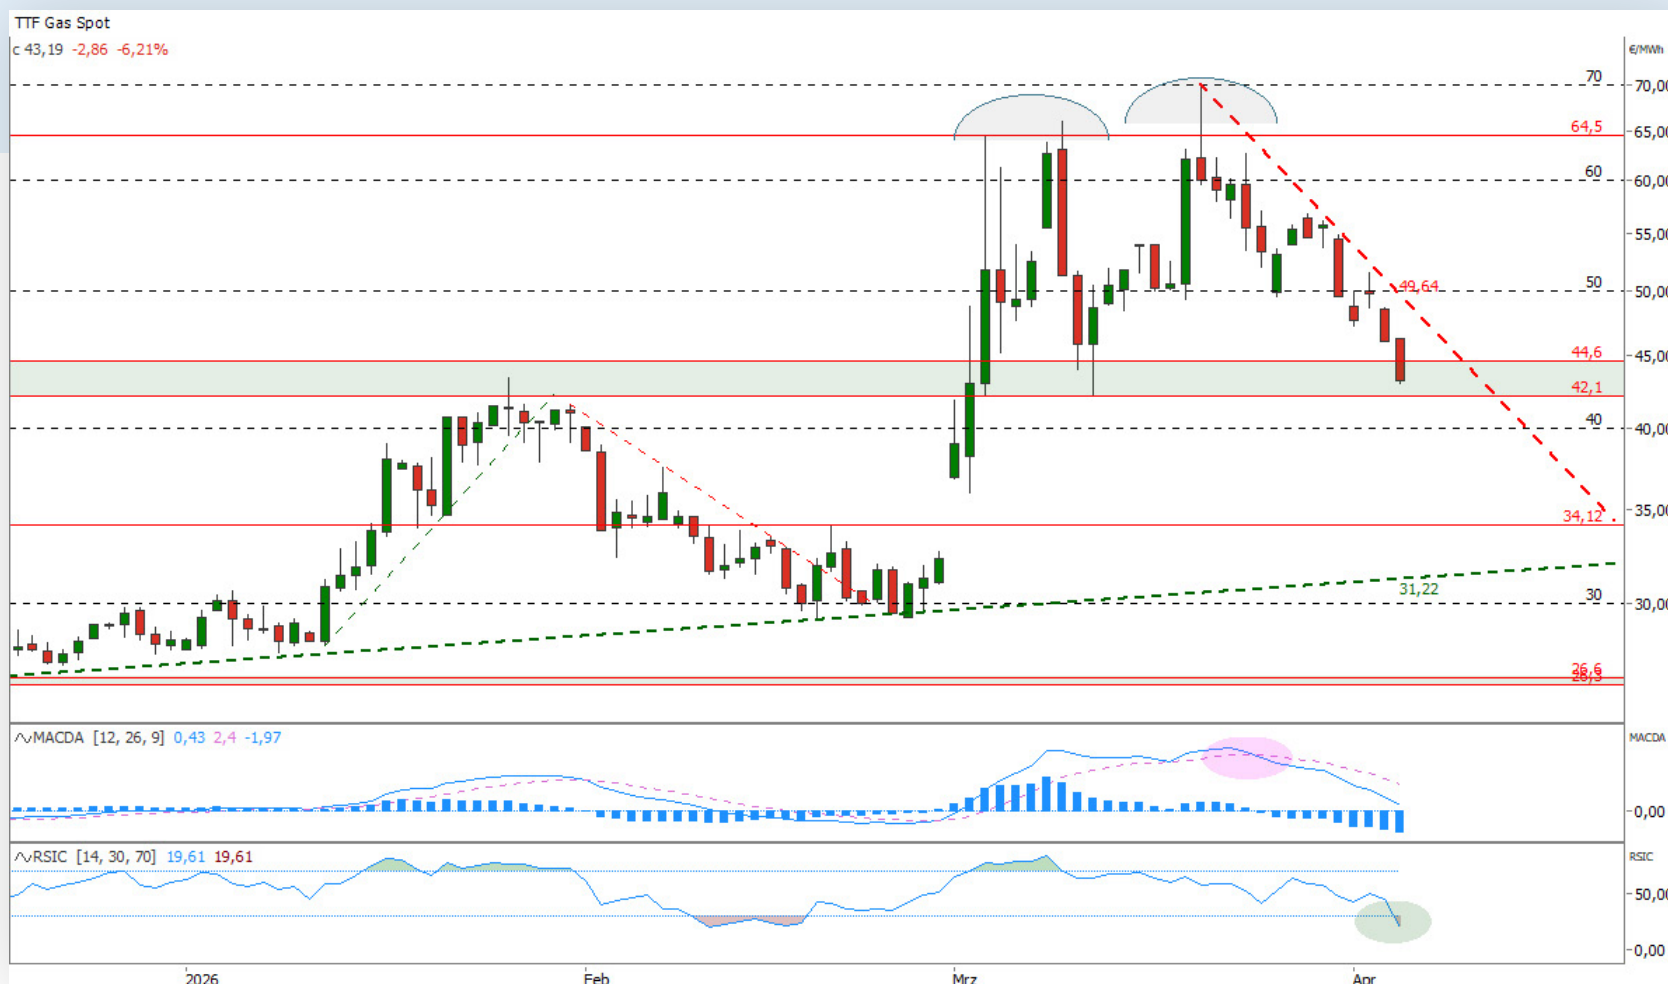 TTF Gas Spot
c 43,19 -2,86 -6,21%
€/MWh
70 70,00
64,5 65,00
60 60,00
55,00
50 49,64 50,00
44,6 45,00
42,1
40 40,00
35,00
34,12
31,22
30 30,00
26,6
MACDA [12, 26, 9] 0,43 2,4 -1,97 MACDA
0,00
RSIC [14, 30, 70] 19,61 19,61 RSIC
50,00
0,00
2026 Feb Mrz Apr